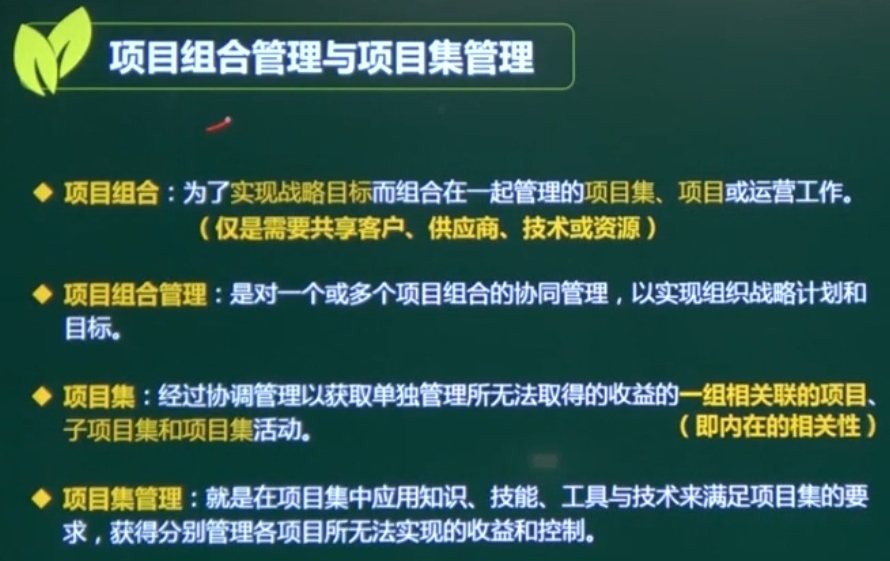 项目组合管理与项目集管理
◆ 项目组合：为了实现战略目标而组合在一起管理的项目集、项目或运营工作。
（仅是需要共享客户、供应商、技术或资源）
◆ 项目组合管理：是对一个或多个项目组合的协同管理，以实现组织战略计划和
目标。
◆ 项目集：经过协调管理以获取单独管理所无法取得的收益的一组相关联的项目、
子项目集和项目集活动。 （即内在的相关性）
◆ 项目集管理：就是在项目集中应用知识、技能、工具与技术来满足项目集的要
求，获得分别管理各项目所无法实现的收益和控制。